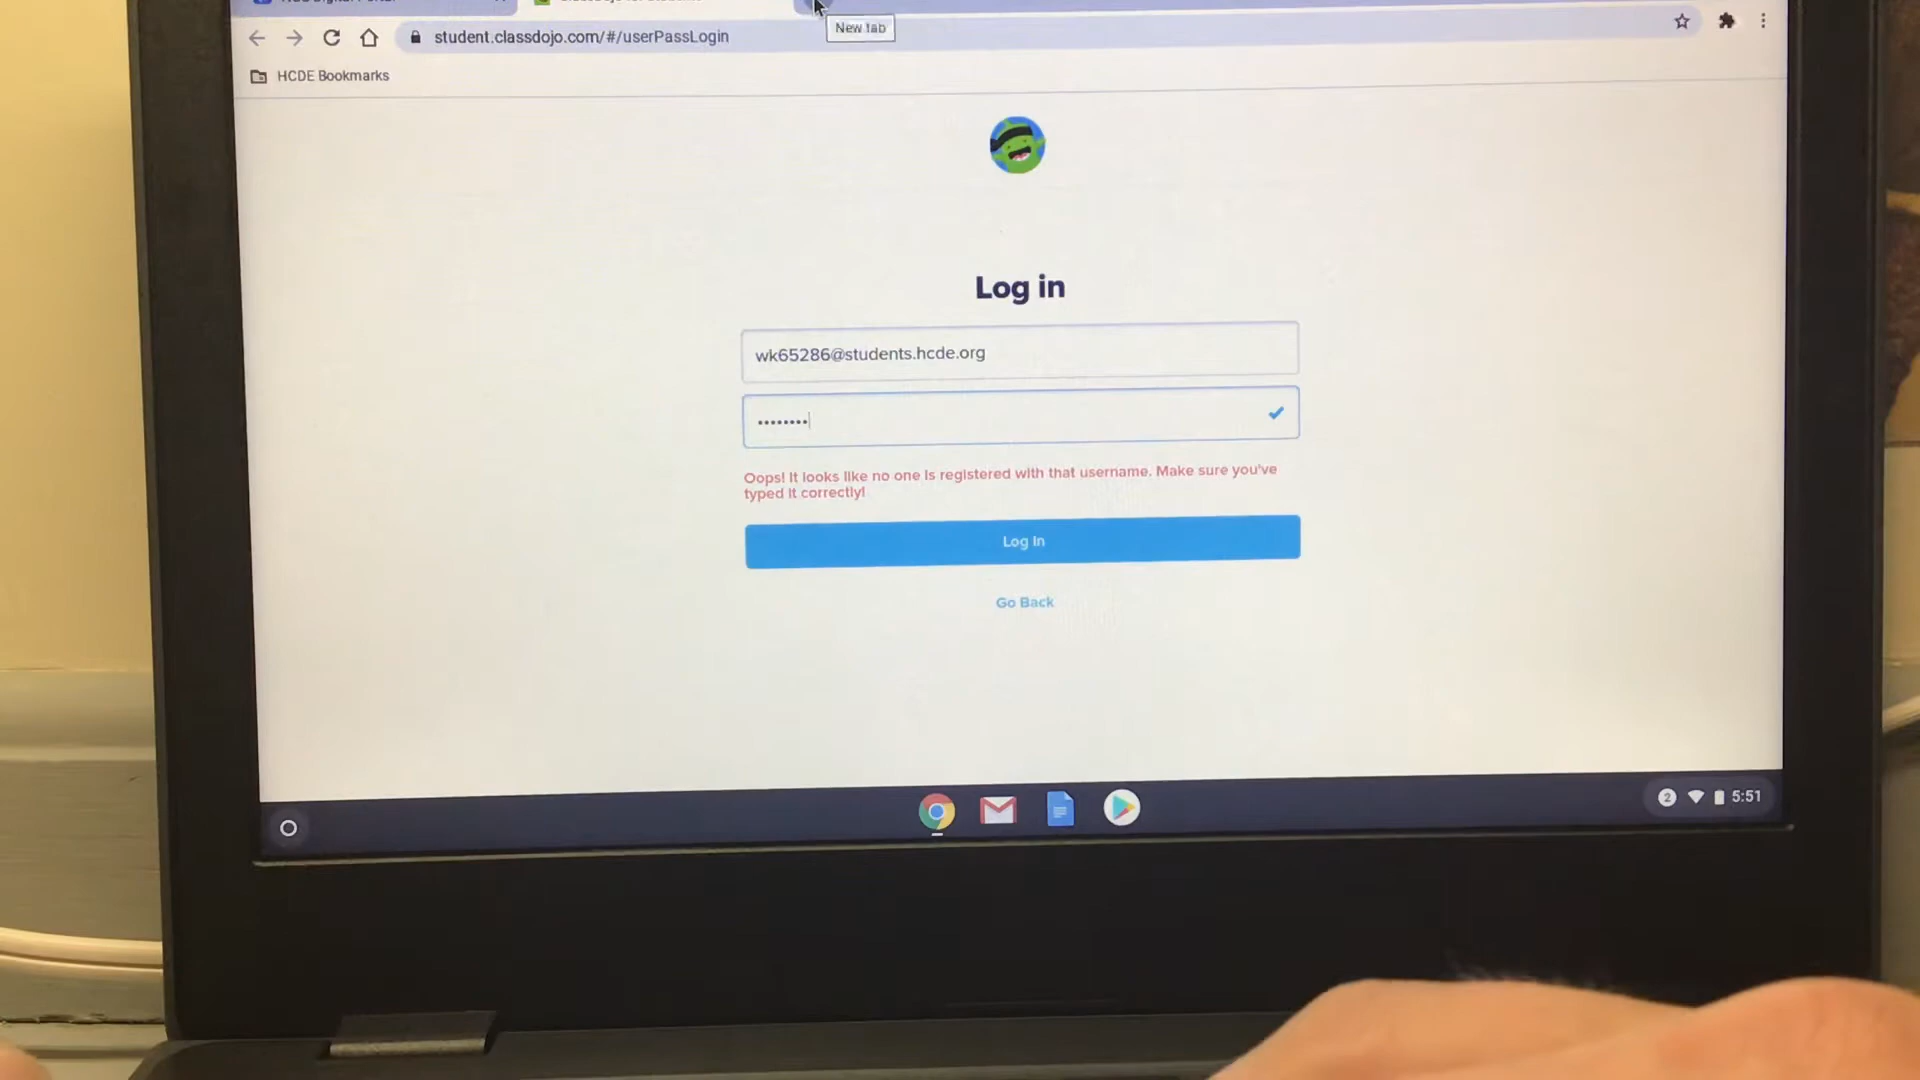 New tab
student.classdojo.com/#/userPassLogin
HCDE Bookmarks
Log in
wk65286@students.hcde.org
••••••••
Oops! It looks like no one is registered with that username. Make sure you've
typed it correctly!
Log In
Go Back
2 5:51